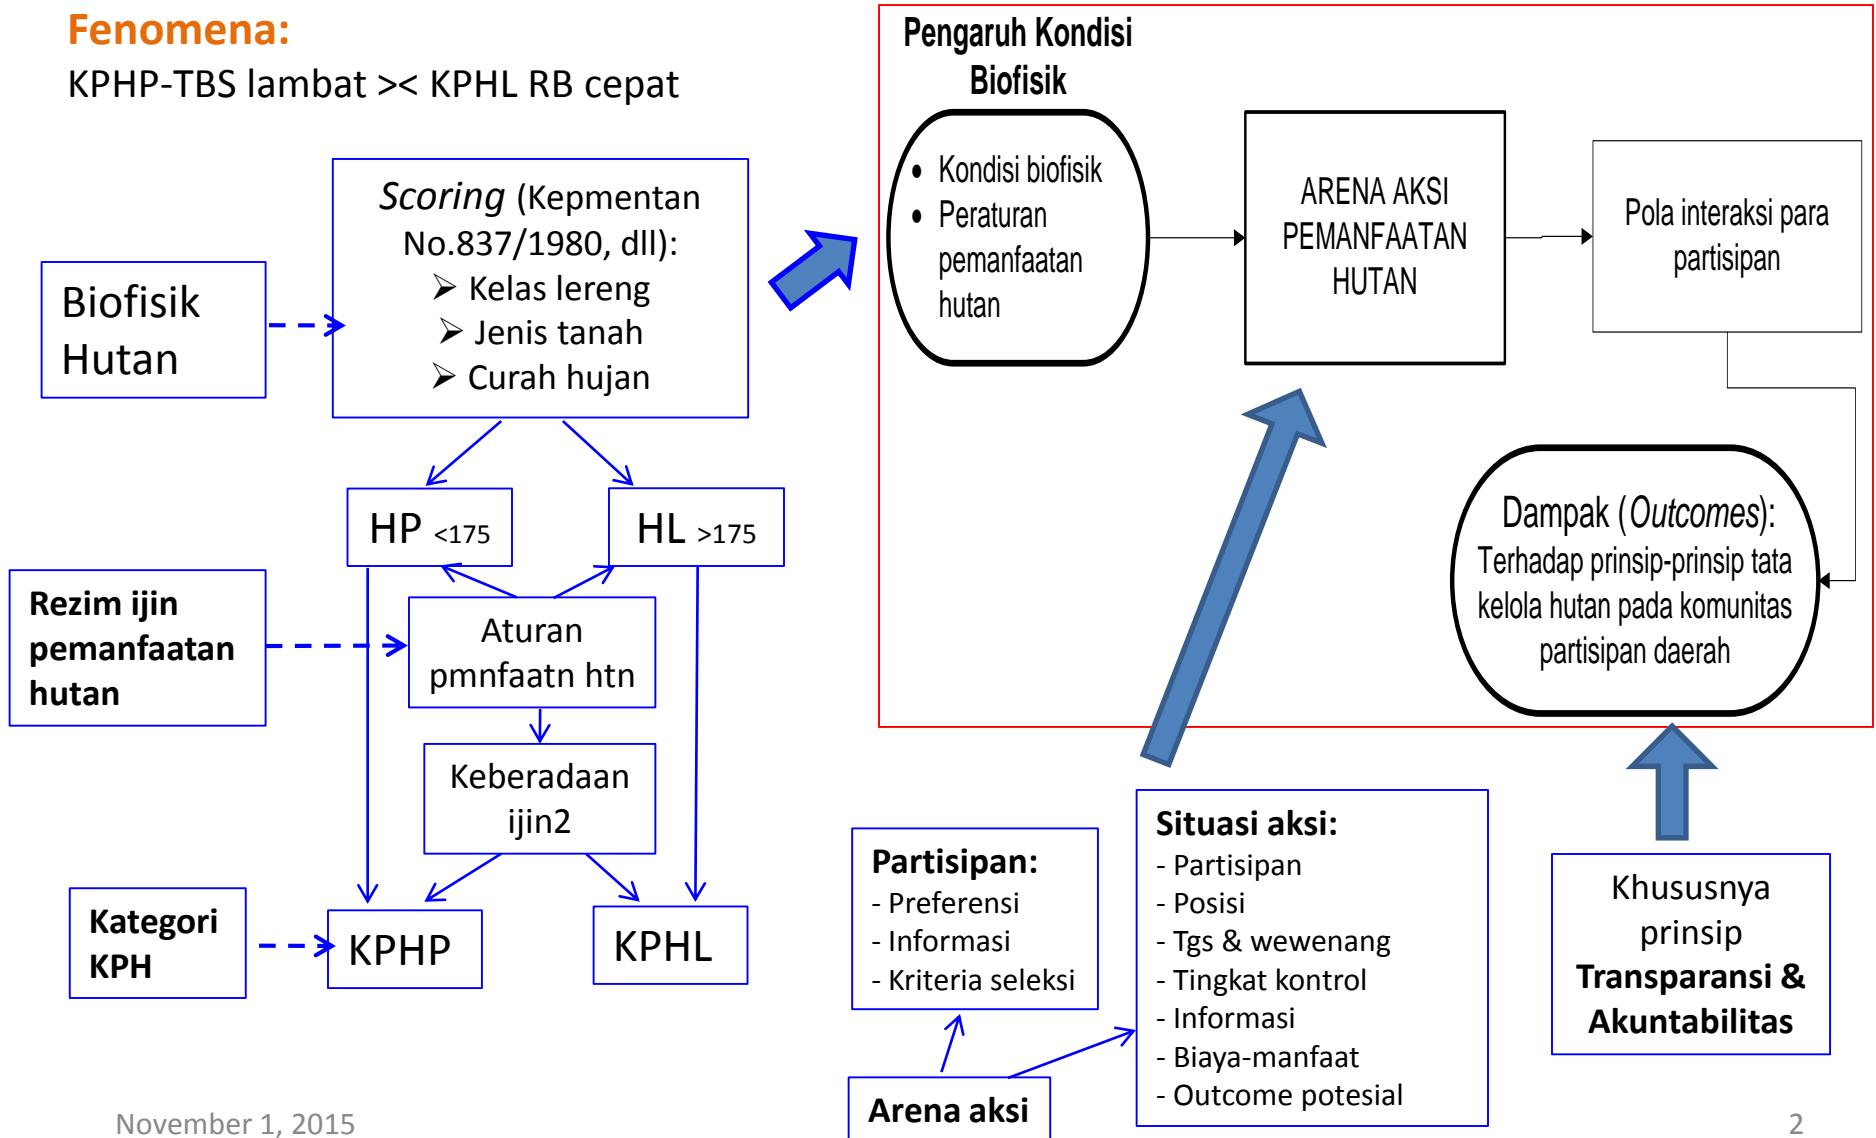 Fenomena:
KPHP-TBS lambat >< KPHL RB cepat
Biofisik
Hutan
Scoring (Kepmentan
No.837/1980, dll):
➢ Kelas lereng
➢ Jenis tanah
➢ Curah hujan
HP <175
HL >175
Rezim ijin
pemanfaatan
hutan
Aturan
pmnfaatn htn
Keberadaan
ijin2
Kategori
KPH
KPHP
KPHL
Pengaruh Kondisi
Biofisik
• Kondisi biofisik
• Peraturan
pemanfaatan
hutan
ARENA AKSI
PEMANFAATAN
HUTAN
Pola interaksi para
partisipan
Dampak (Outcomes):
Terhadap prinsip-prinsip tata
kelola hutan pada komunitas
partisipan daerah
Partisipan:
- Preferensi
- Informasi
- Kriteria seleksi
Situasi aksi:
- Partisipan
- Posisi
- Tgs & wewenang
- Tingkat kontrol
- Informasi
- Biaya-manfaat
- Outcome potesial
Arena aksi
Khususnya
prinsip
Transparansi &
Akuntabilitas
November 1, 2015
2